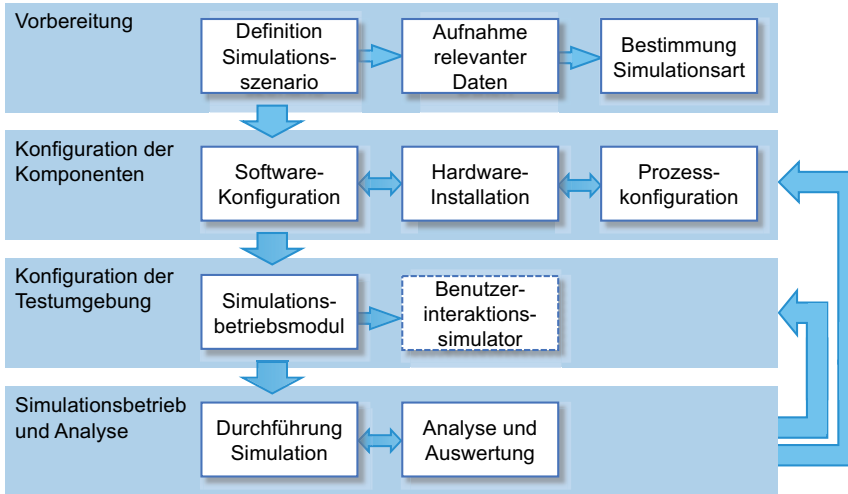 Vorbereitung
Definition
Simulations-
szenario
Aufnahme
relevanter
Daten
Bestimmung
Simulationsart
Konfiguration der
Komponenten
Software-
Konfiguration
Hardware-
Installation
Prozess-
konfiguration
Konfiguration der
Testumgebung
Simulations-
betriebsmodul
Benutzer-
interaktions-
simulator
Simulationsbetrieb
und Analyse
Durchführung
Simulation
Analyse und
Auswertung